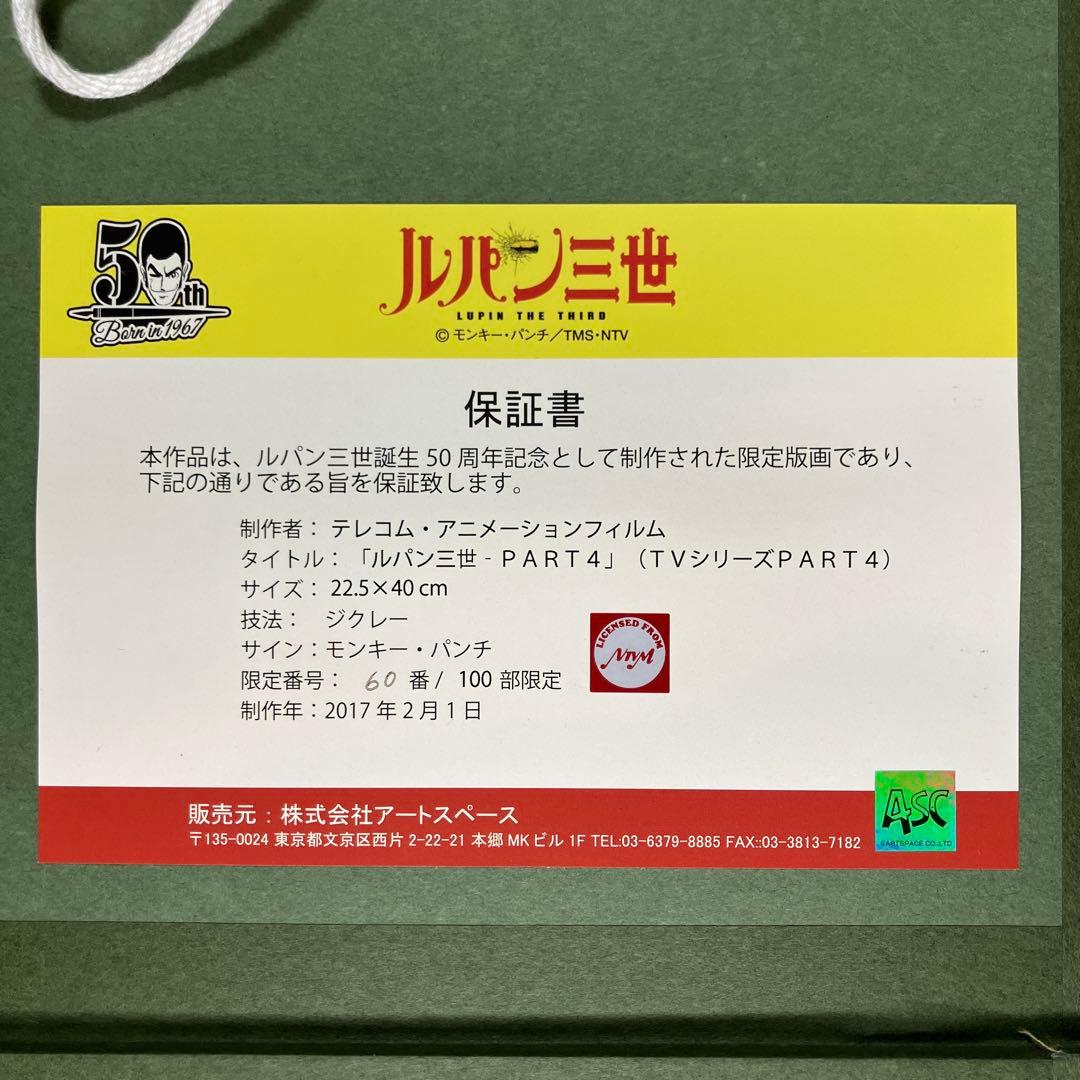 50th
Born in 1967
ルパン三世
LUPIN THE THIRD
© モンキー・パンチ／TMS・NTV
保証書
本作品は、ルパン三世誕生 50 周年記念として制作された限定版画であり、
下記の通りである旨を保証致します。
制作者： テレコム・アニメーションフィルム
タイトル： 「ルパン三世 - ＰＡＲＴ４」（ＴＶシリーズＰＡＲＴ４）
サイズ： 22.5×40 cm
技法： ジクレー
サイン：モンキー・パンチ
限定番号： 60 番 / 100 部限定
制作年：2017 年 2 月 1 日
LICENSED FROM
NTVM
販売元：株式会社アートスペース
〒135-0024 東京都文京区西片 2-22-21 本郷 MK ビル 1F TEL:03-6379-8885 FAX::03-3813-7182
ASC
©ARTSPACE CO.,LTD